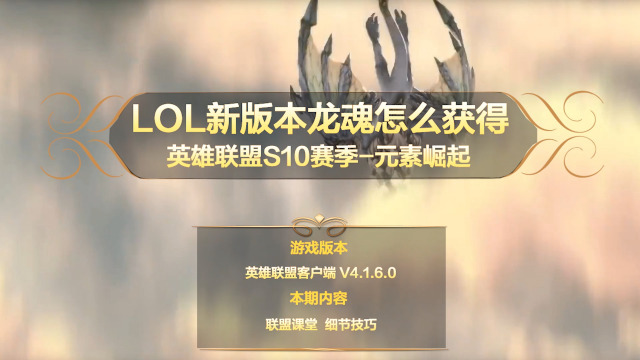 LOL新版本龙魂怎么获得
英雄联盟S10赛季-元素崛起
游戏版本
英雄联盟客户端 V4.1.6.0
本期内容
联盟课堂 细节技巧